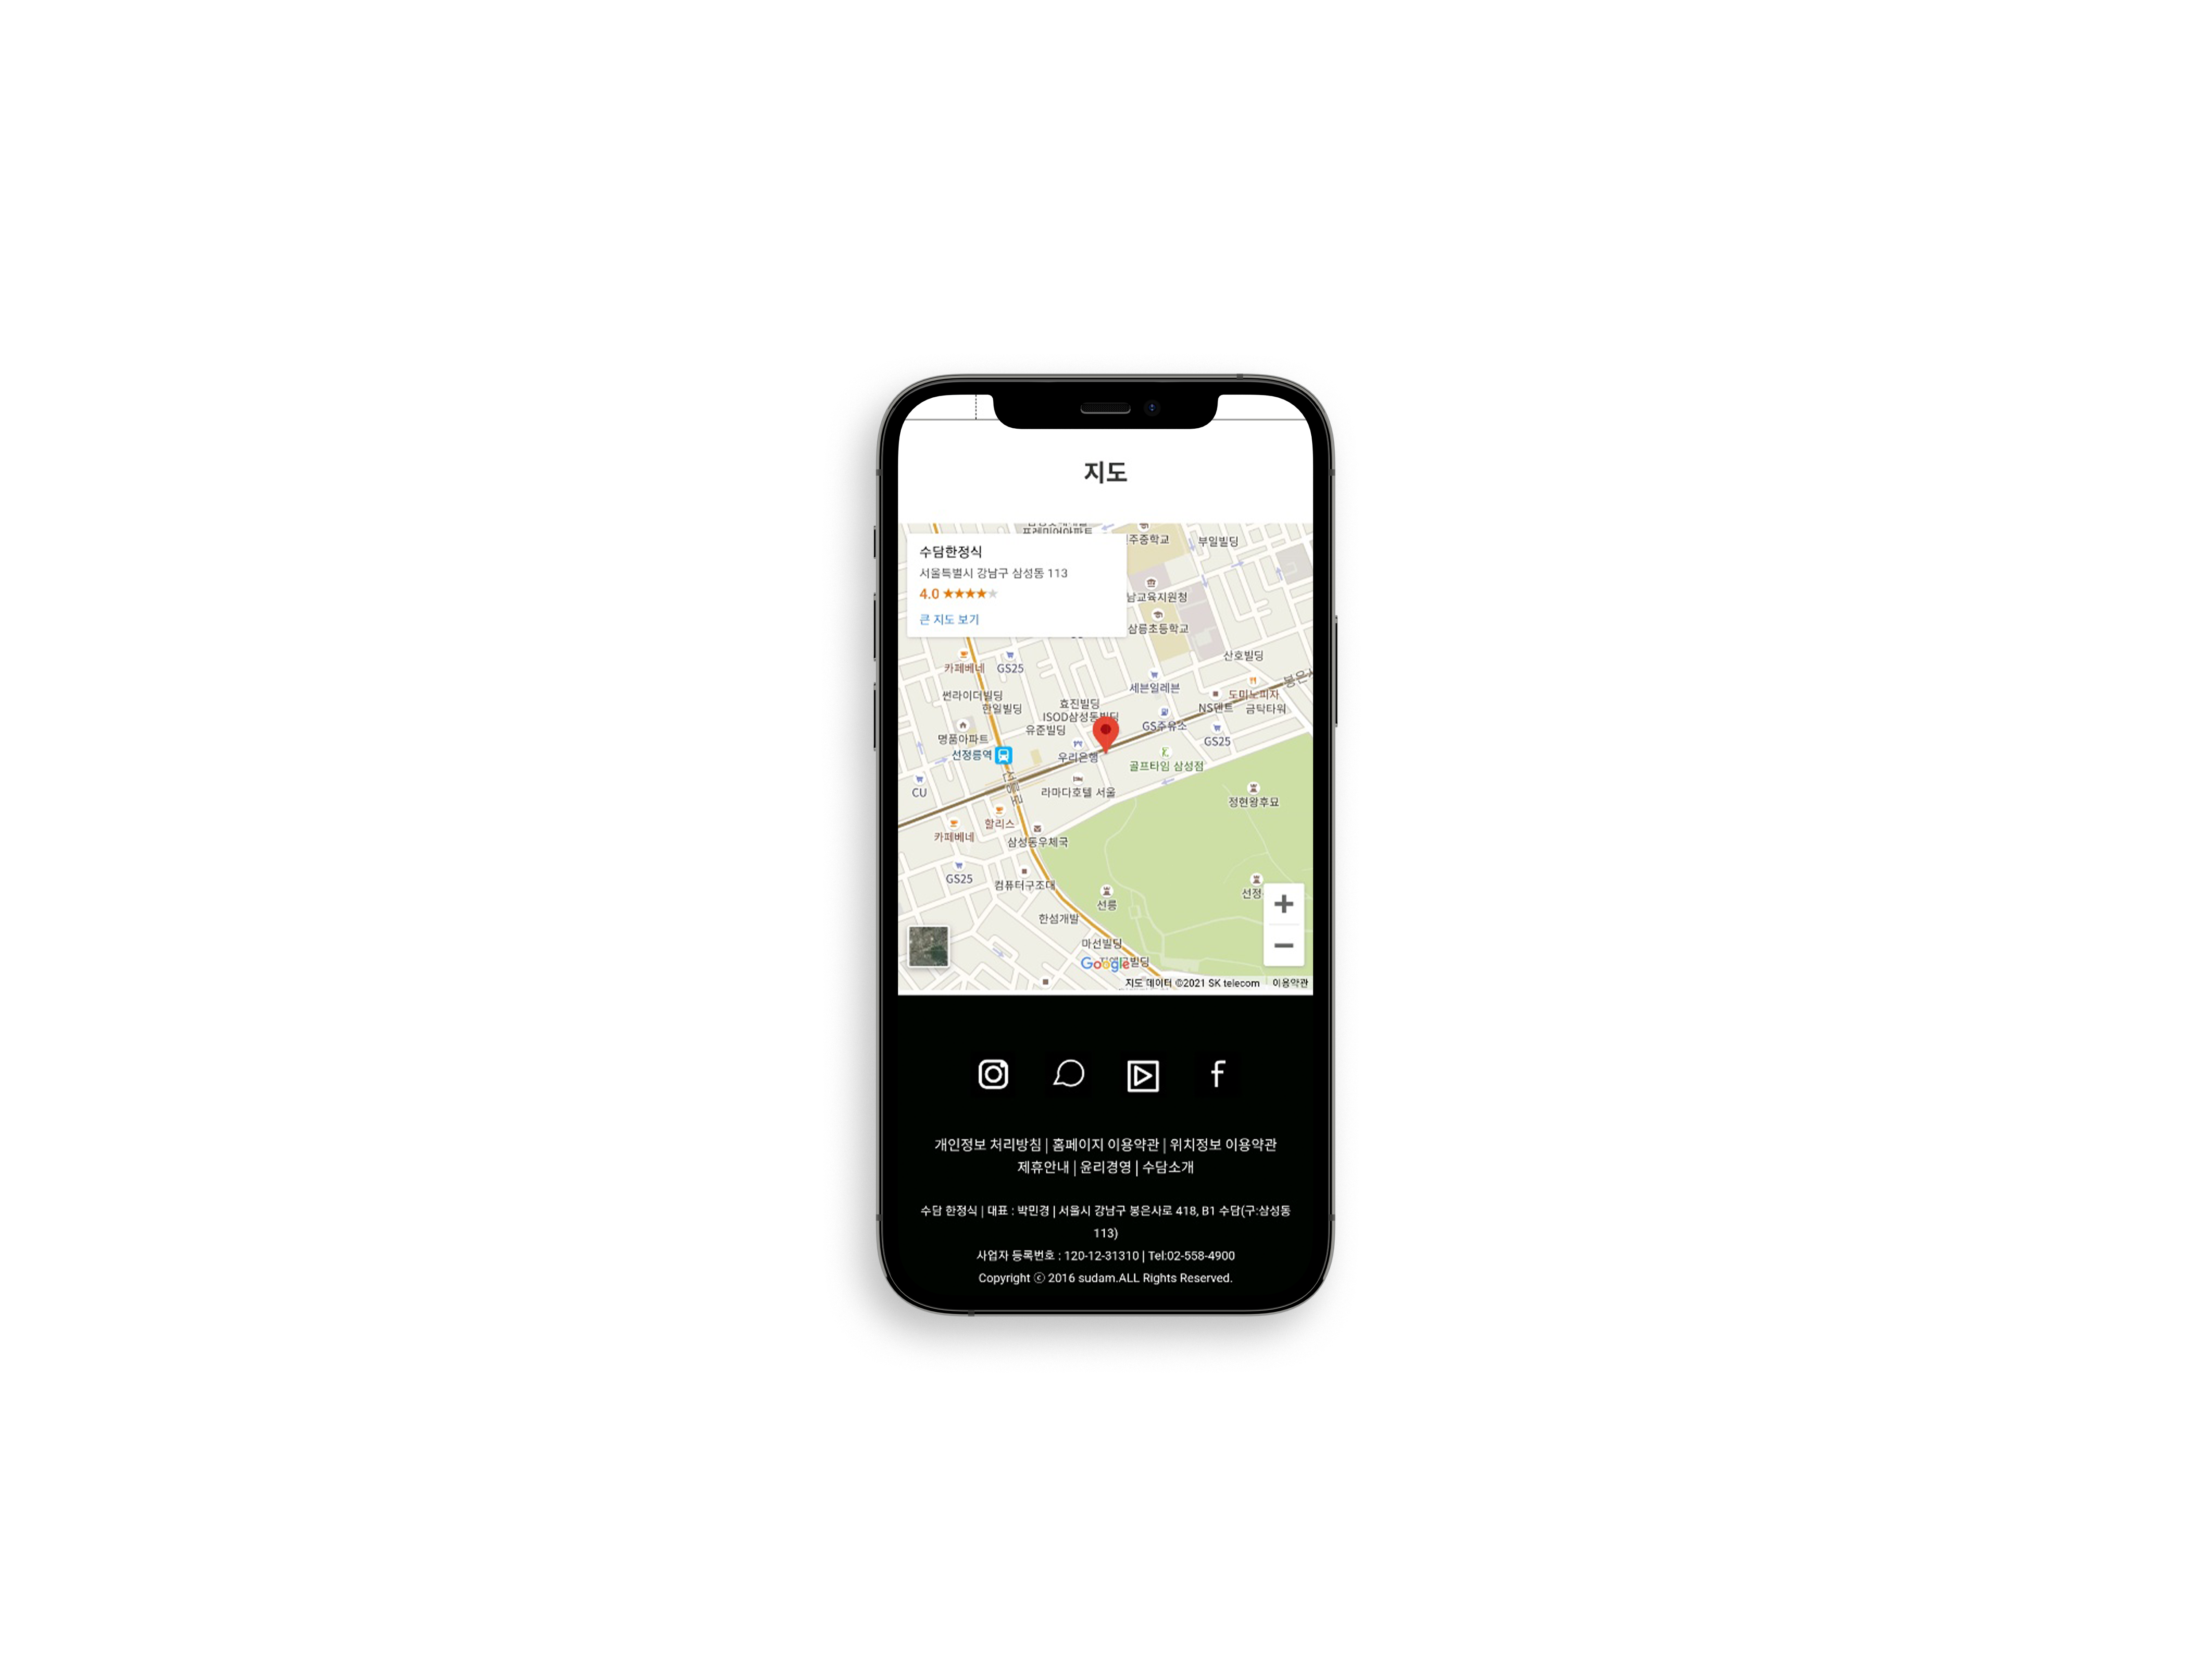 지도
프레미어아파트
부일빌딩
수담한정식
서울특별시 강남구 삼성동 113
4.0
큰 지도 보기
남교육지원청
삼릉초등학교
산호빌딩
카페베네
GS25
세븐일레븐
도미노피자
썬라이더빌딩
한일빌딩
효진빌딩
ISOD삼성동빌딩
NS덴트
금탁타워
유준빌딩
GS주유소
명품아파트
GS25
선정릉역
우리은행
골프타임 삼성점
선릉로
CU
라마다호텔 서울
정현왕후묘
할리스
카페베네
삼성동우체국
GS25
컴퓨터구조대
선릉
한섬개발
마선빌딩
Google
지도 데이터 ©2021 SK telecom 이용약관
개인정보 처리방침 | 홈페이지 이용약관 | 위치정보 이용약관
제휴안내 | 윤리경영 | 수담소개
수담 한정식 | 대표 : 박민경 | 서울시 강남구 봉은사로 418, B1 수담(구:삼성동
113)
사업자 등록번호 : 120-12-31310 | Tel:02-558-4900
Copyright ⓒ 2016 sudam.ALL Rights Reserved.